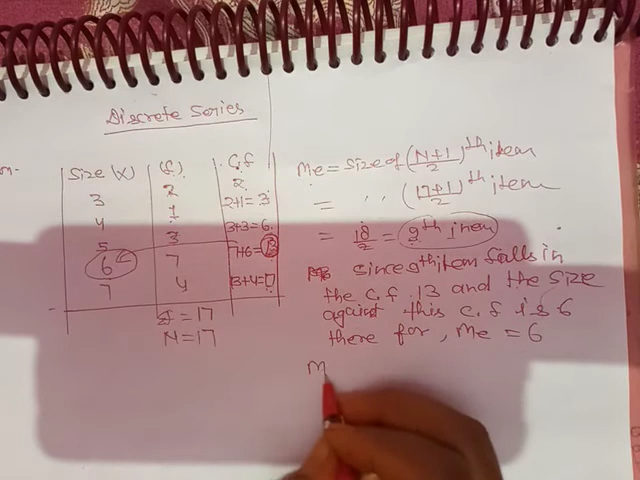 Discrete Series
Size (X) (f) C.f
3 2 2
4 1 2+1=3
5 3 3+3=6
6 7 7+6=13
7 4 13+4=17
= 17
N=17
Me = Size of (N+1/2)th item
= " (17+1/2)th item
= 18/2 = 9th item
since 9th item falls in
the c.f 13 and the size
against this c.f is 6
there for, Me = 6
M